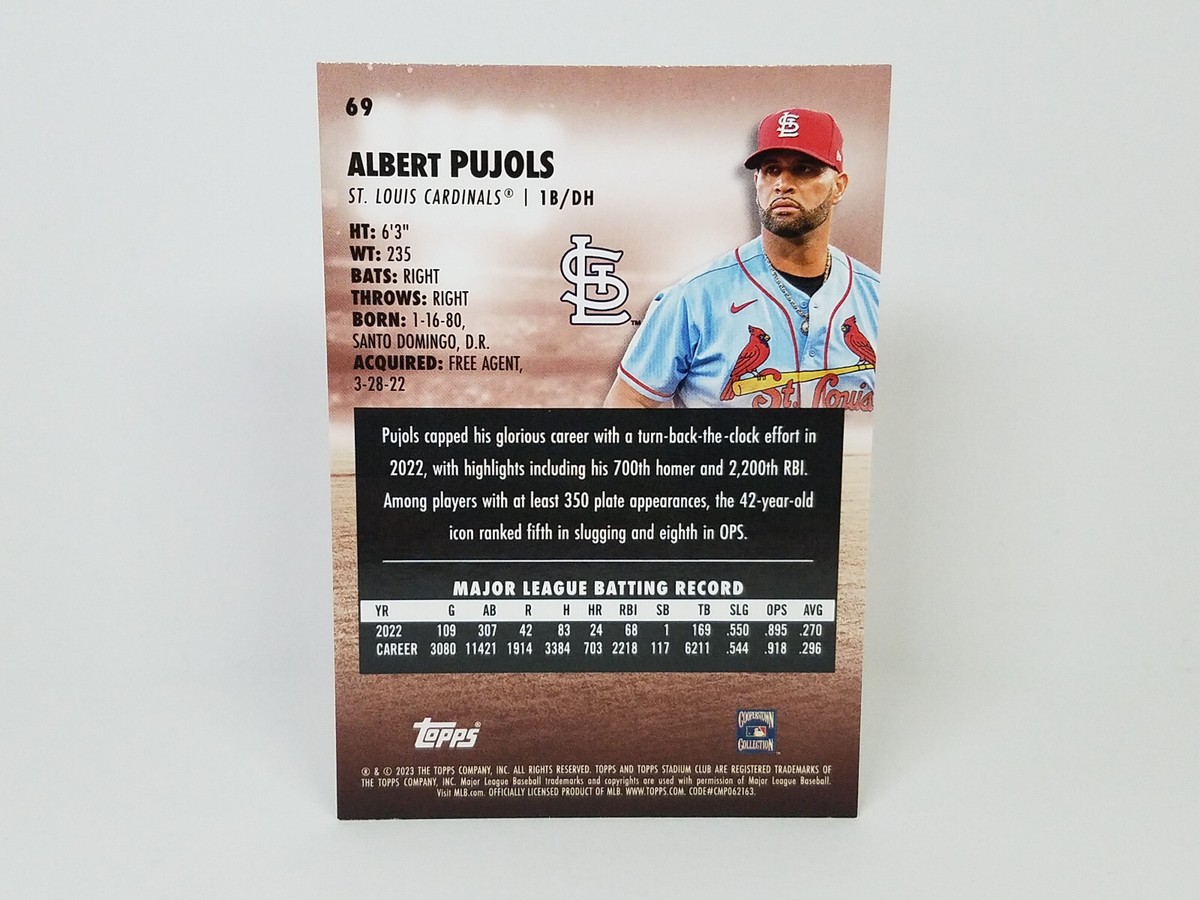 69
ALBERT PUJOLS
ST. LOUIS CARDINALS® | 1B/DH
HT: 6'3"
WT: 235
BATS: RIGHT
THROWS: RIGHT
BORN: 1-16-80,
SANTO DOMINGO, D.R.
ACQUIRED: FREE AGENT,
3-28-22
STL
™
STL
St. Louis
Pujols capped his glorious career with a turn-back-the-clock effort in
2022, with highlights including his 700th homer and 2,200th RBI.
Among players with at least 350 plate appearances, the 42-year-old
icon ranked fifth in slugging and eighth in OPS.
MAJOR LEAGUE BATTING RECORD
YR G AB R H HR RBI SB TB SLG OPS AVG
2022 109 307 42 83 24 68 1 169 .550 .895 .270
CAREER 3080 11421 1914 3384 703 2218 117 6211 .544 .918 .296
Topps®
COOPERSTOWN
COLLECTION™
® & © 2023 THE TOPPS COMPANY, INC. ALL RIGHTS RESERVED. TOPPS AND TOPPS STADIUM CLUB ARE REGISTERED TRADEMARKS OF
THE TOPPS COMPANY, INC. Major League Baseball trademarks and copyrights are used with permission of Major League Baseball.
Visit MLB.com. OFFICIALLY LICENSED PRODUCT OF MLB. WWW.TOPPS.COM. CODE#CMP062163.